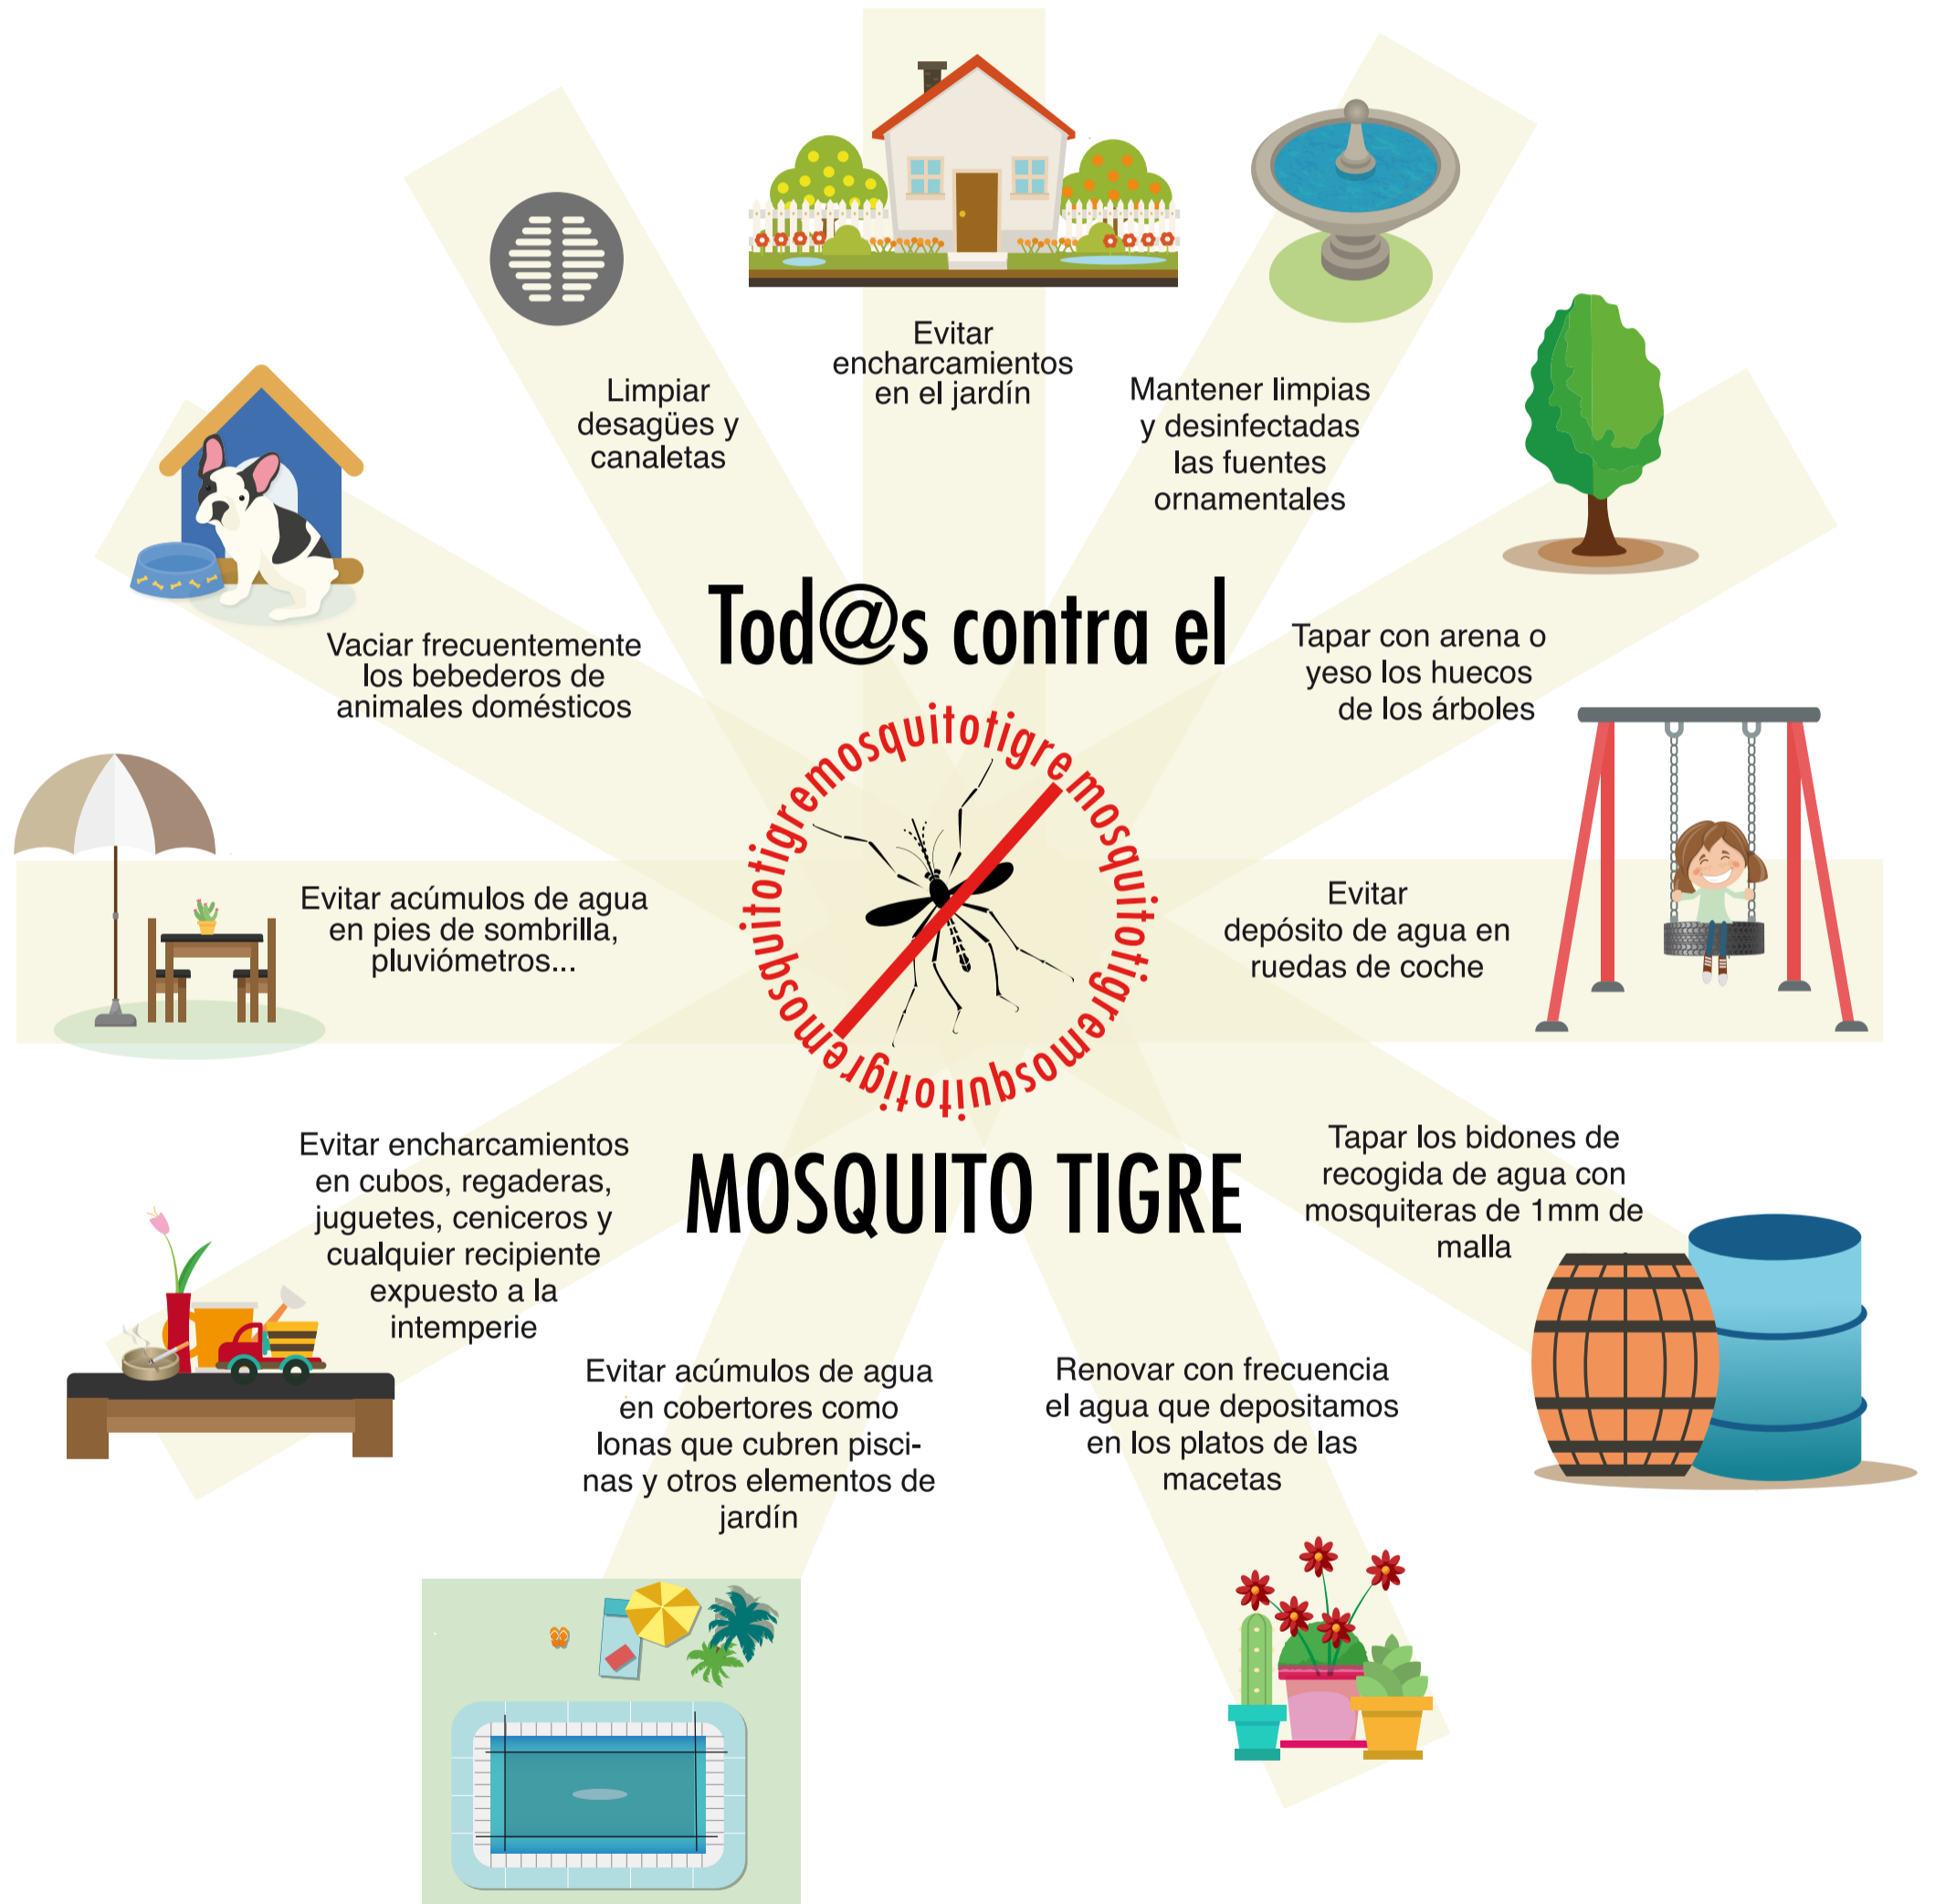 Evitar
encharcamientos
en el jardín
Limpiar
desagües y
canaletas
Mantener limpias
y desinfectadas
las fuentes
ornamentales
Vaciar frecuentemente
los bebederos de
animales domésticos
Tod@s contra el
Tapar con arena o
yeso los huecos
de los árboles
mosquitotigremosquitotigremosquitotigremosquitotigre
Evitar acúmulos de agua
en pies de sombrilla,
pluviómetros...
Evitar
depósito de agua en
ruedas de coche
MOSQUITO TIGRE
Evitar encharcamientos
en cubos, regaderas,
juguetes, ceniceros y
cualquier recipiente
expuesto a la
intemperie
Tapar los bidones de
recogida de agua con
mosquiteras de 1mm de
malla
Evitar acúmulos de agua
en cobertores como
lonas que cubren pisci-
nas y otros elementos de
jardín
Renovar con frecuencia
el agua que depositamos
en los platos de las
macetas